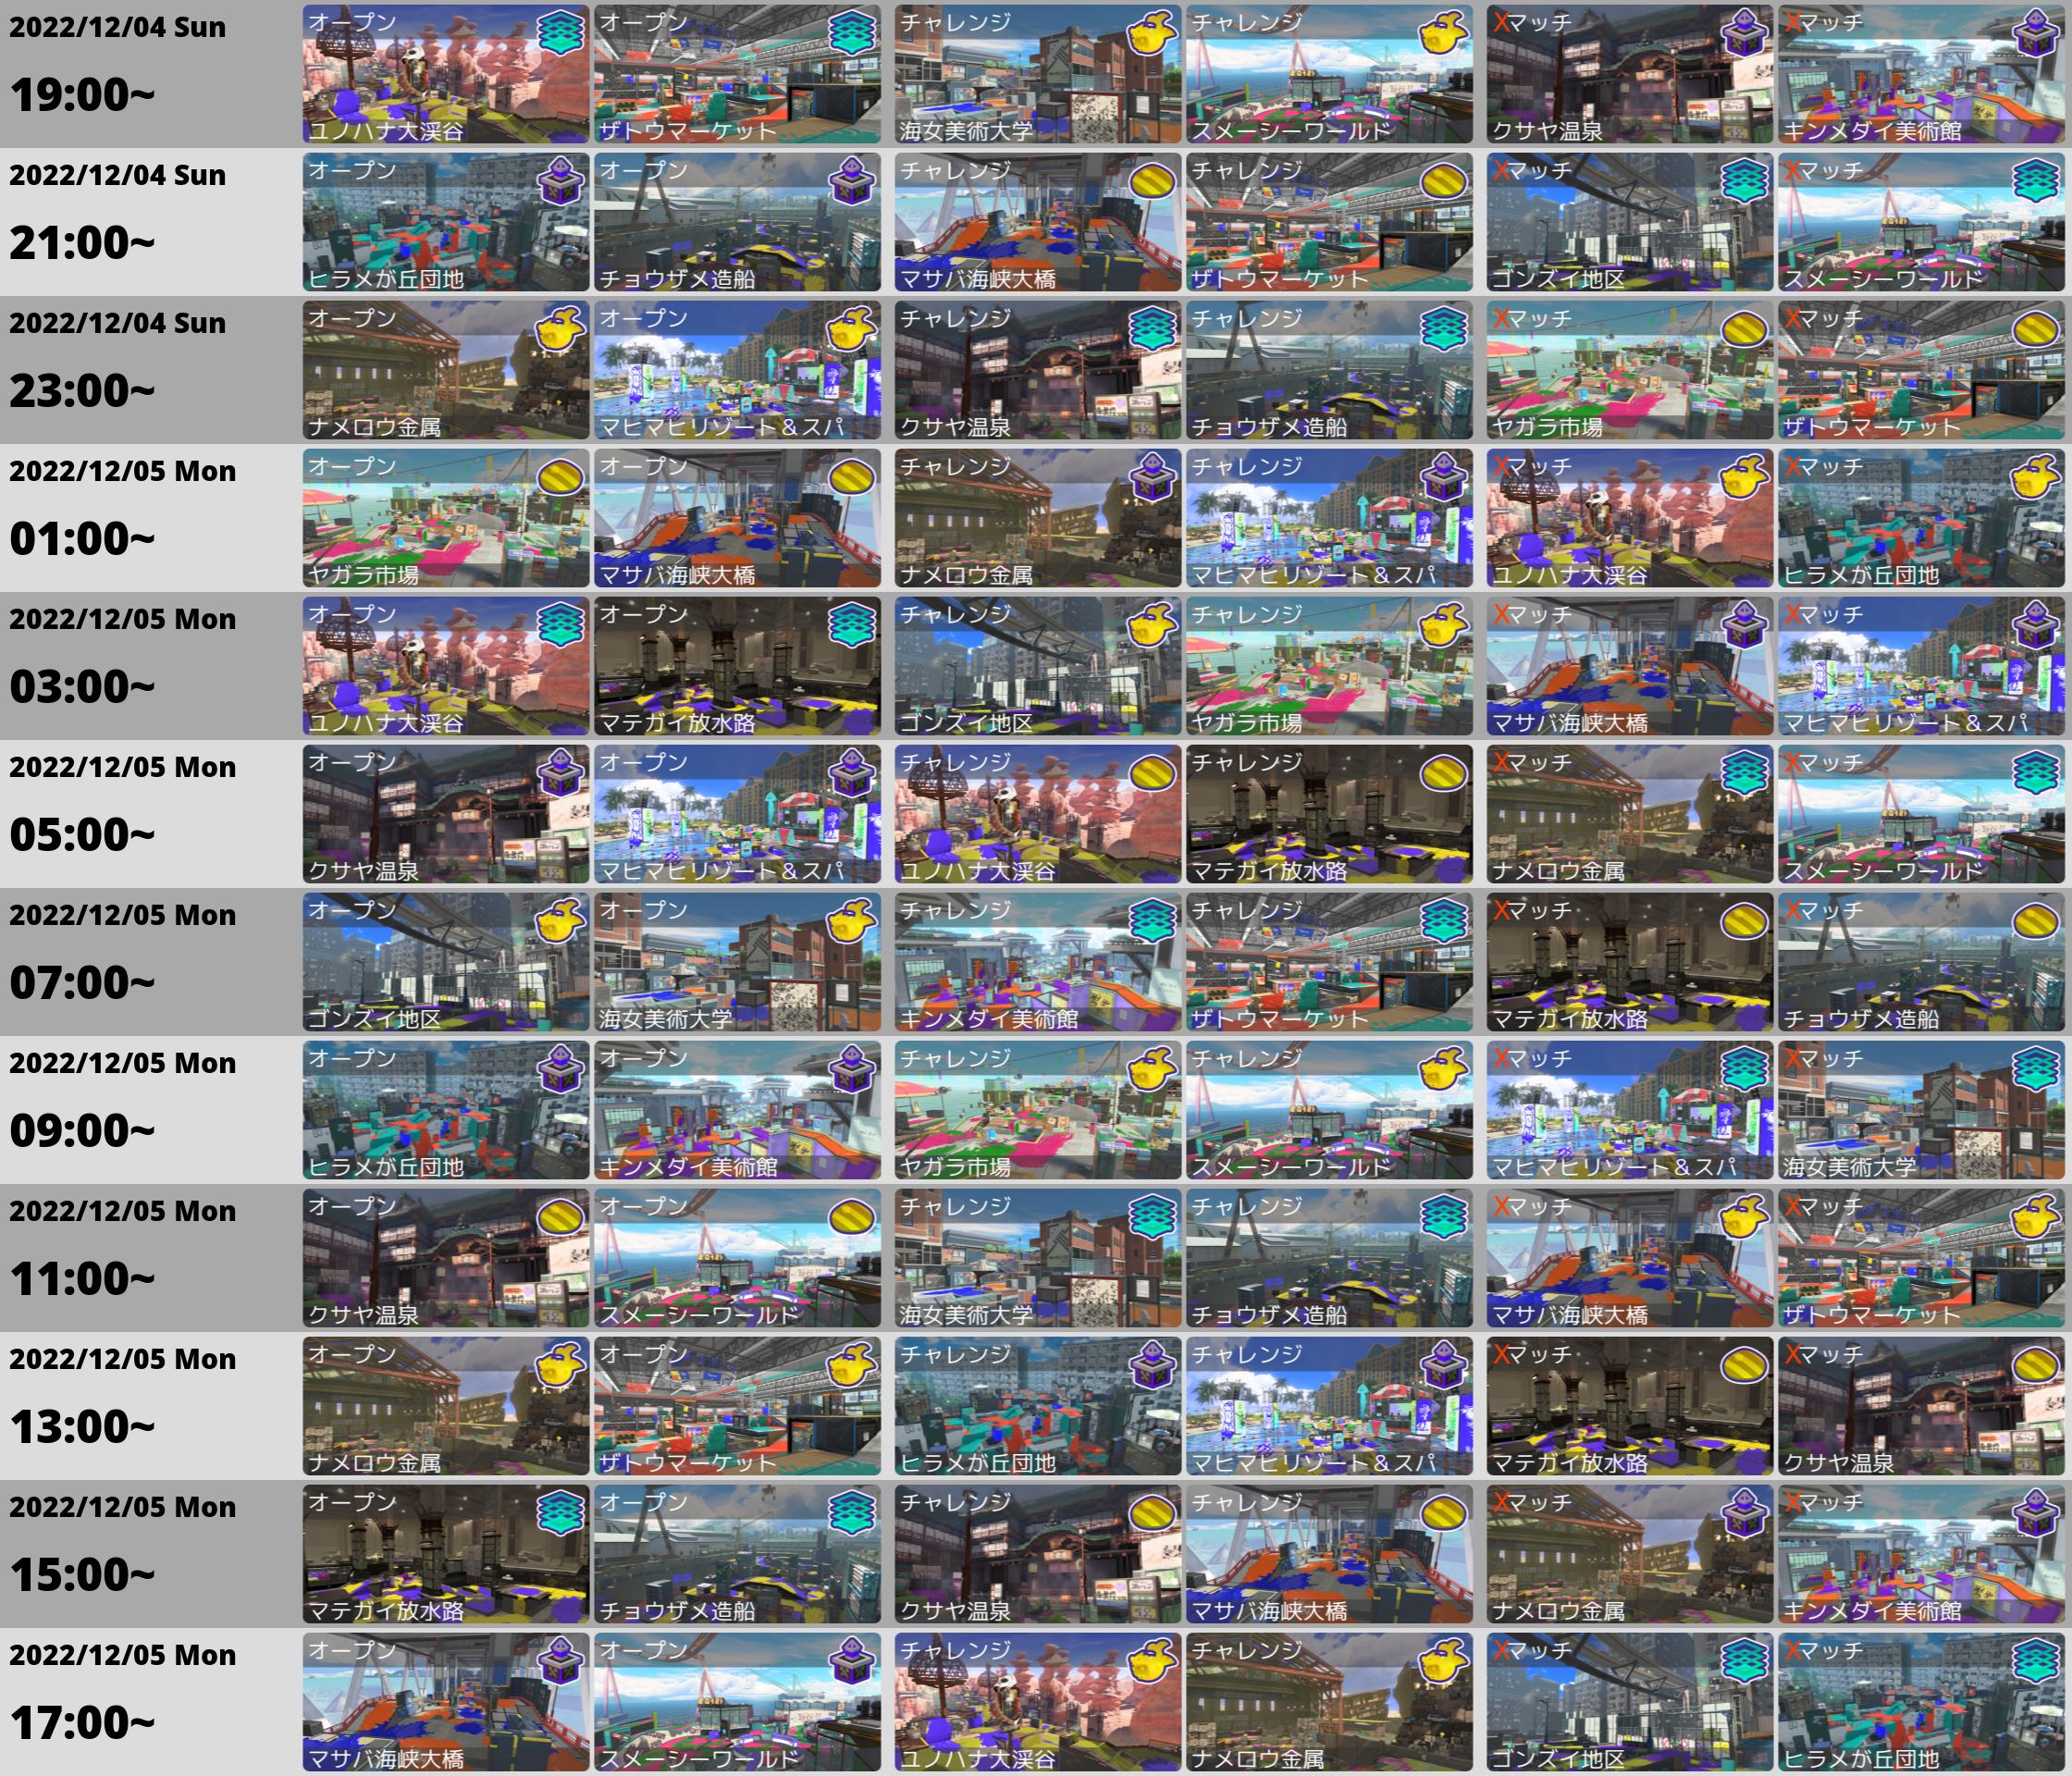 2022/12/04 Sun
19:00~
オープン
ユノハナ大渓谷
オープン
ザトウマーケット
チャレンジ
海女美術大学
チャレンジ
スメーシーワールド
Xマッチ
クサヤ温泉
Xマッチ
キンメダイ美術館
2022/12/04 Sun
21:00~
オープン
ヒラメが丘団地
オープン
チョウザメ造船
チャレンジ
マサバ海峡大橋
チャレンジ
ザトウマーケット
Xマッチ
ゴンズイ地区
Xマッチ
スメーシーワールド
2022/12/04 Sun
23:00~
オープン
ナメロウ金属
オープン
マヒマヒリゾート＆スパ
チャレンジ
クサヤ温泉
チャレンジ
チョウザメ造船
Xマッチ
ヤガラ市場
Xマッチ
ザトウマーケット
2022/12/05 Mon
01:00~
オープン
ヤガラ市場
オープン
マサバ海峡大橋
チャレンジ
ナメロウ金属
チャレンジ
マヒマヒリゾート＆スパ
Xマッチ
ユノハナ大渓谷
Xマッチ
ヒラメが丘団地
2022/12/05 Mon
03:00~
オープン
ユノハナ大渓谷
オープン
マテガイ放水路
チャレンジ
ゴンズイ地区
チャレンジ
ヤガラ市場
Xマッチ
マサバ海峡大橋
Xマッチ
マヒマヒリゾート＆スパ
2022/12/05 Mon
05:00~
オープン
クサヤ温泉
オープン
マヒマヒリゾート＆スパ
チャレンジ
ユノハナ大渓谷
チャレンジ
マテガイ放水路
Xマッチ
ナメロウ金属
Xマッチ
スメーシーワールド
2022/12/05 Mon
07:00~
オープン
ゴンズイ地区
オープン
海女美術大学
チャレンジ
キンメダイ美術館
チャレンジ
ザトウマーケット
Xマッチ
マテガイ放水路
Xマッチ
チョウザメ造船
2022/12/05 Mon
09:00~
オープン
ヒラメが丘団地
オープン
キンメダイ美術館
チャレンジ
ヤガラ市場
チャレンジ
スメーシーワールド
Xマッチ
マヒマヒリゾート＆スパ
Xマッチ
海女美術大学
2022/12/05 Mon
11:00~
オープン
クサヤ温泉
オープン
スメーシーワールド
チャレンジ
海女美術大学
チャレンジ
チョウザメ造船
Xマッチ
マサバ海峡大橋
Xマッチ
ザトウマーケット
2022/12/05 Mon
13:00~
オープン
ナメロウ金属
オープン
ザトウマーケット
チャレンジ
ヒラメが丘団地
チャレンジ
マヒマヒリゾート＆スパ
Xマッチ
マテガイ放水路
Xマッチ
クサヤ温泉
2022/12/05 Mon
15:00~
オープン
マテガイ放水路
オープン
チョウザメ造船
チャレンジ
クサヤ温泉
チャレンジ
マサバ海峡大橋
Xマッチ
ナメロウ金属
Xマッチ
キンメダイ美術館
2022/12/05 Mon
17:00~
オープン
マサバ海峡大橋
オープン
スメーシーワールド
チャレンジ
ユノハナ大渓谷
チャレンジ
ナメロウ金属
Xマッチ
ゴンズイ地区
Xマッチ
ヒラメが丘団地